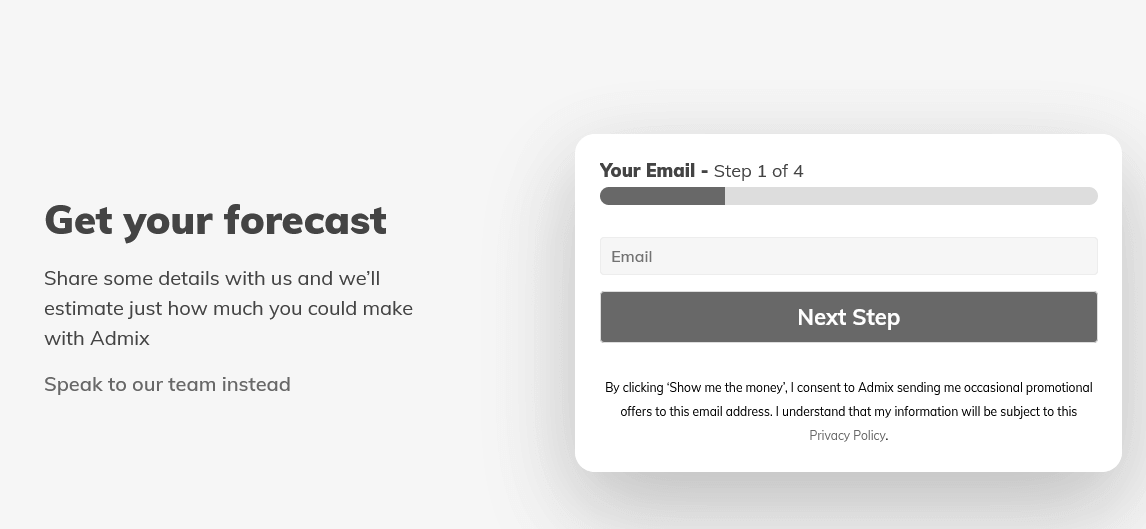 Get your forecast
Share some details with us and we’ll
estimate just how much you could make
with Admix
Speak to our team instead
Your Email - Step 1 of 4
Email
Next Step
By clicking ‘Show me the money’, I consent to Admix sending me occasional promotional
offers to this email address. I understand that my information will be subject to this
Privacy Policy.